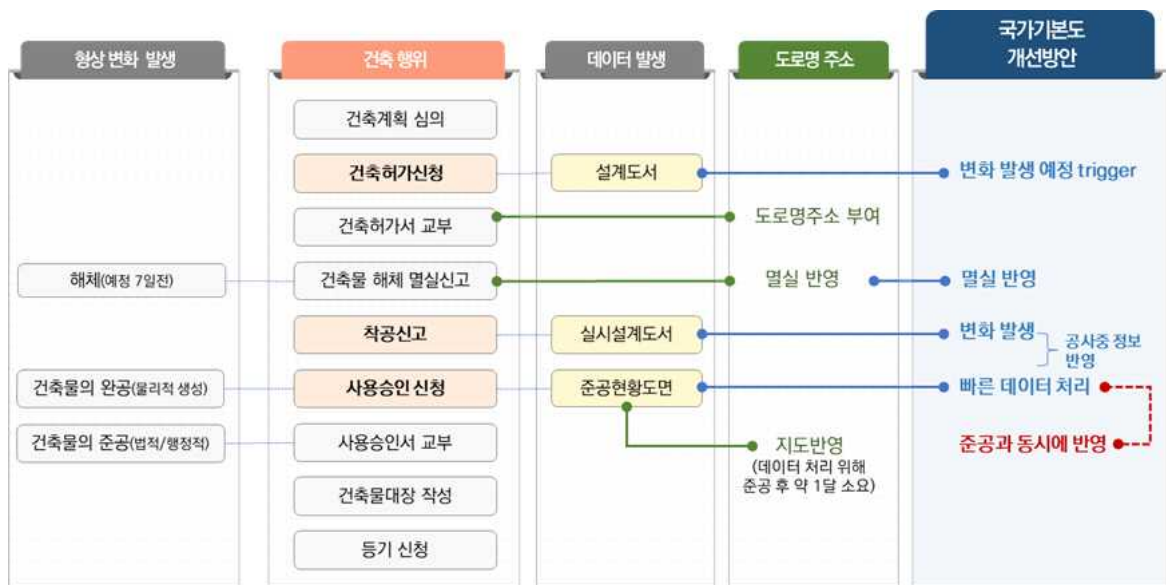 형상 변화 발생
건축 행위
데이터 발생
도로명 주소
국가기본도
개선방안
건축계획 심의
건축허가신청
설계도서
변화 발생 예정 trigger
건축허가서 교부
도로명주소 부여
해체(예정 7일전)
건축물 해체 멸실신고
멸실 반영
멸실 반영
착공신고
실시설계도서
변화 발생
공사중 정보
반영
건축물의 완공(물리적 생성)
사용승인 신청
준공현황도면
빠른 데이터 처리
건축물의 준공(법적/행정적)
사용승인서 교부
지도반영
(데이터 처리 위해
준공 후 약 1달 소요)
준공과 동시에 반영
건축물대장 작성
등기 신청